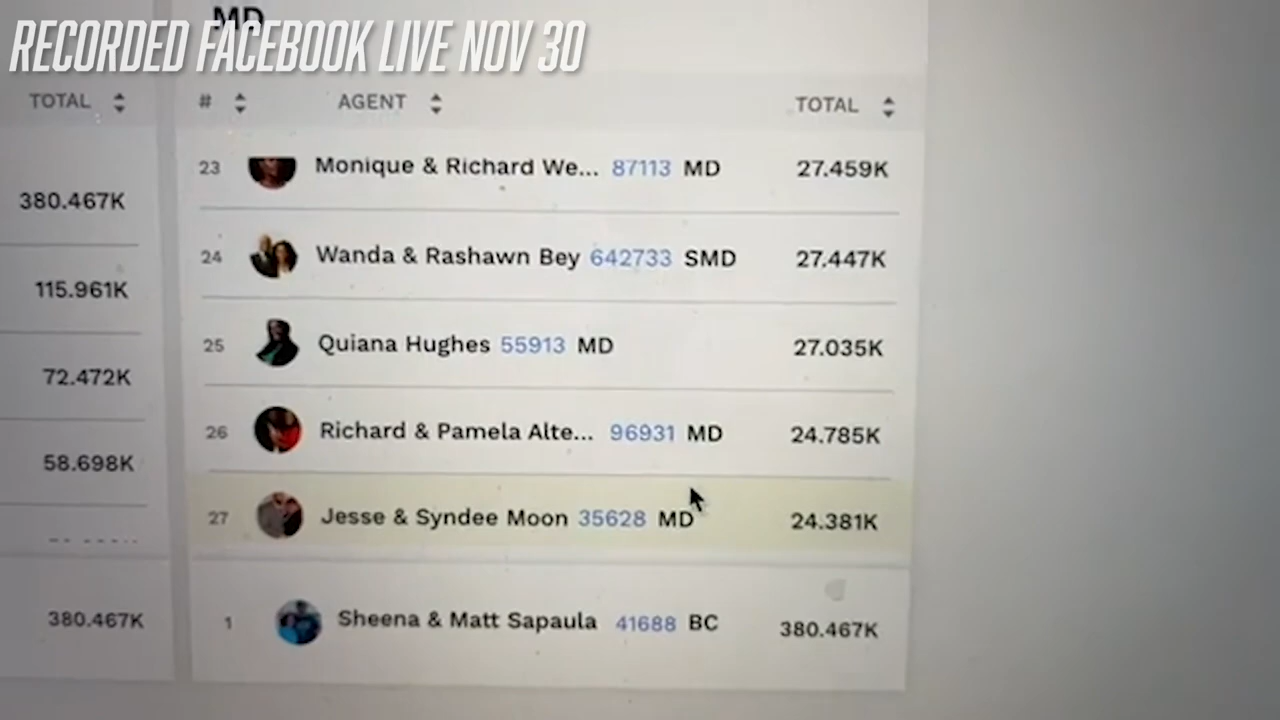 MD
RECORDED FACEBOOK LIVE NOV 30
TOTAL # AGENT TOTAL
23 Monique & Richard We... 87113 MD 27.459K
380.467K
24 Wanda & Rashawn Bey 642733 SMD 27.447K
115.961K
25 Quiana Hughes 55913 MD 27.035K
72.472K
26 Richard & Pamela Alte... 96931 MD 24.785K
58.698K
27 Jesse & Syndee Moon 35628 MD 24.381K
380.467K 1 Sheena & Matt Sapaula 41688 BC 380.467K